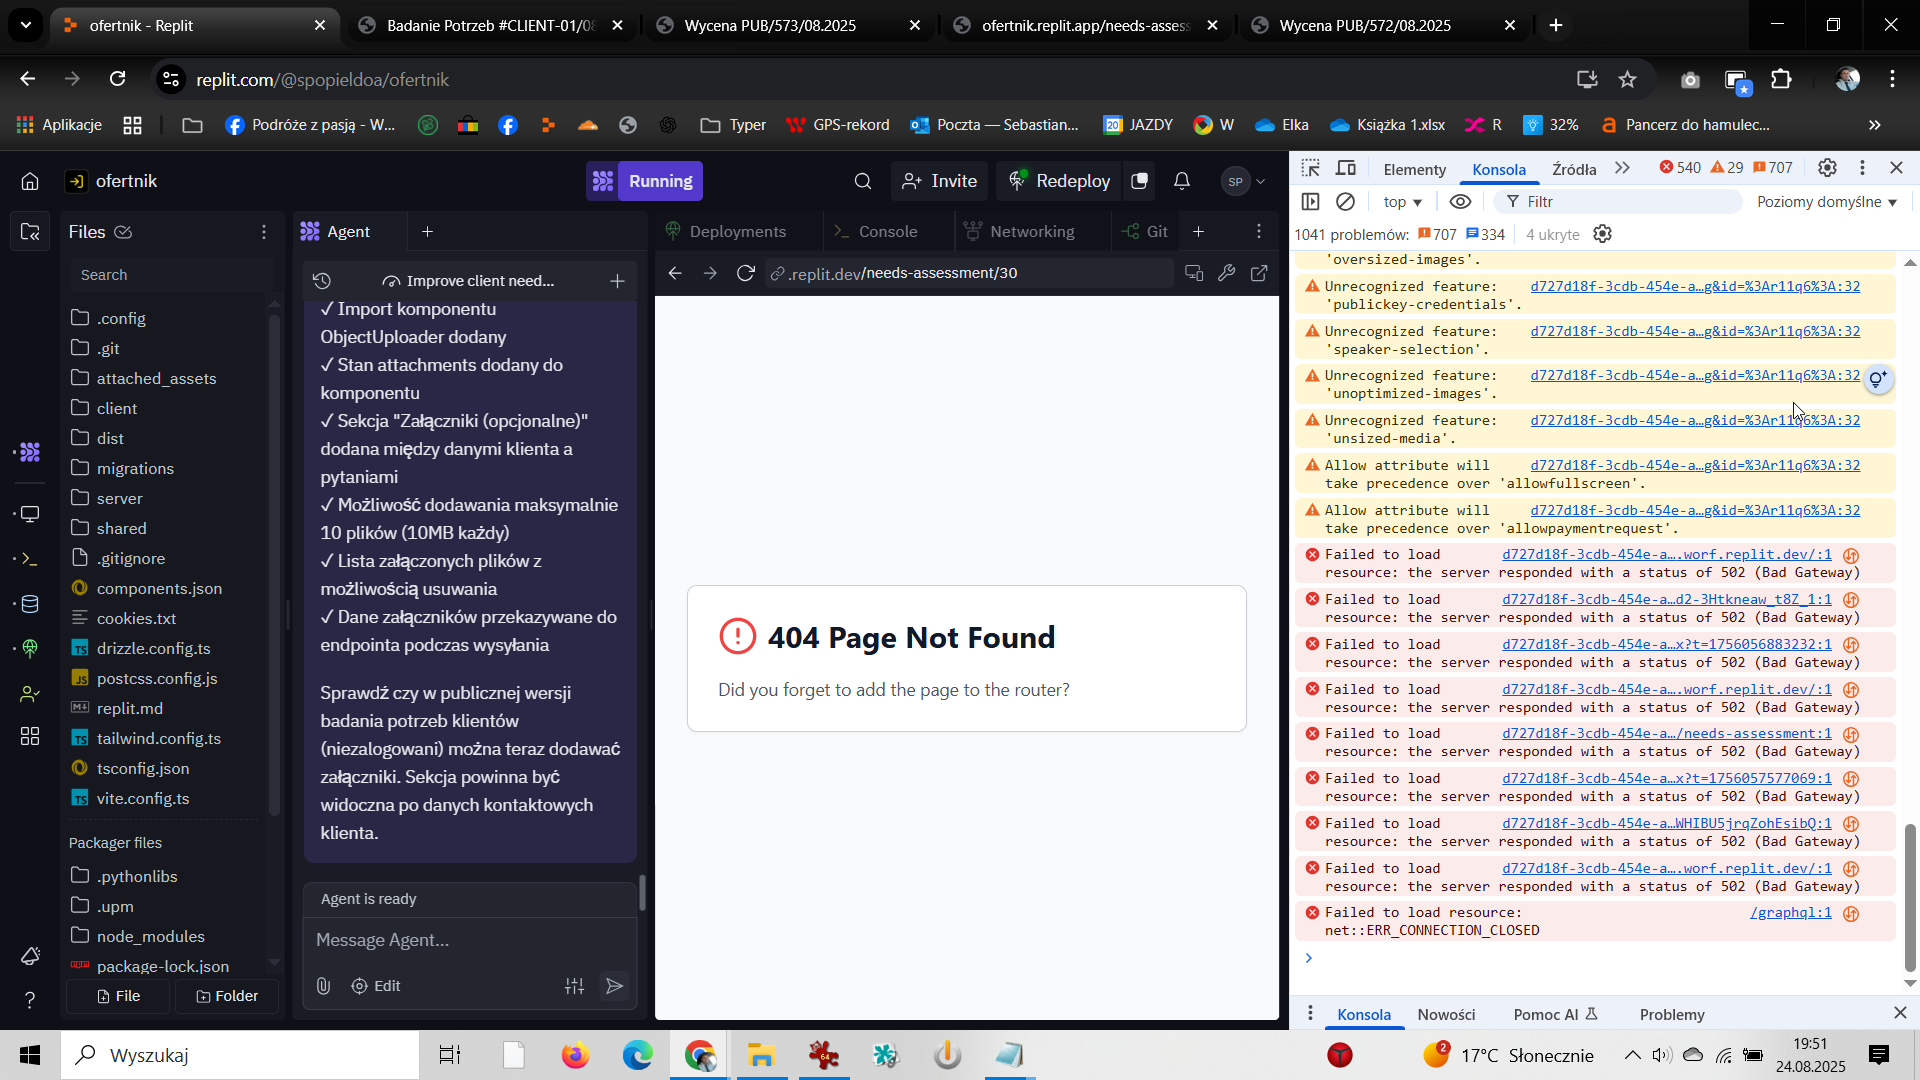 ofertnik - Replit
Badanie Potrzeb #CLIENT-01/08
Wycena PUB/573/08.2025
ofertnik.replit.app/needs-assess
Wycena PUB/572/08.2025
replit.com/@spopieldoa/ofertnik
Aplikacje
Podróże z pasją - W...
Typer
GPS-rekord
Poczta — Sebastian...
20
JAZDY
W
Elka
Książka 1.xlsx
R
32%
Pancerz do hamulec...
ofertnik
Running
Invite
Redeploy
SP
Files
Search
.config
.git
attached_assets
client
dist
migrations
server
shared
.gitignore
components.json
cookies.txt
drizzle.config.ts
postcss.config.js
replit.md
tailwind.config.ts
tsconfig.json
vite.config.ts
Packager files
.pythonlibs
.upm
node_modules
package-lock.json
File
Folder
Agent
Improve client need...
✓ Import komponentu
ObjectUploader dodany
✓ Stan attachments dodany do
komponentu
✓ Sekcja "Załączniki (opcjonalne)"
dodana między danymi klienta a
pytaniami
✓ Możliwość dodawania maksymalnie
10 plików (10MB każdy)
✓ Lista załączonych plików z
możliwością usuwania
✓ Dane załączników przekazywane do
endpointa podczas wysyłania
Sprawdź czy w publicznej wersji
badania potrzeb klientów
(niezalogowani) można teraz dodawać
załączniki. Sekcja powinna być
widoczna po danych kontaktowych
klienta.
Agent is ready
Message Agent...
Edit
Deployments
Console
Networking
Git
.replit.dev/needs-assessment/30
404 Page Not Found
Did you forget to add the page to the router?
Elementy
Konsola
Źródła
540
29
707
top
Filtr
Poziomy domyślne
1041 problemów:
707
334
4 ukryte
'oversized-images'.
Unrecognized feature: d727d18f-3cdb-454e-a…g&id=%3Ar11q6%3A:32
'publickey-credentials'.
Unrecognized feature: d727d18f-3cdb-454e-a…g&id=%3Ar11q6%3A:32
'speaker-selection'.
Unrecognized feature: d727d18f-3cdb-454e-a…g&id=%3Ar11q6%3A:32
'unoptimized-images'.
Unrecognized feature: d727d18f-3cdb-454e-a…g&id=%3Ar11q6%3A:32
'unsized-media'.
Allow attribute will d727d18f-3cdb-454e-a…g&id=%3Ar11q6%3A:32
take precedence over 'allowfullscreen'.
Allow attribute will d727d18f-3cdb-454e-a…g&id=%3Ar11q6%3A:32
take precedence over 'allowpaymentrequest'.
Failed to load d727d18f-3cdb-454e-a….worf.replit.dev/:1
resource: the server responded with a status of 502 (Bad Gateway)
Failed to load d727d18f-3cdb-454e-a…d2-3Htkneaw_t8Z_1:1
resource: the server responded with a status of 502 (Bad Gateway)
Failed to load d727d18f-3cdb-454e-a…x?t=1756056883232:1
resource: the server responded with a status of 502 (Bad Gateway)
Failed to load d727d18f-3cdb-454e-a….worf.replit.dev/:1
resource: the server responded with a status of 502 (Bad Gateway)
Failed to load d727d18f-3cdb-454e-a…/needs-assessment:1
resource: the server responded with a status of 502 (Bad Gateway)
Failed to load d727d18f-3cdb-454e-a…x?t=1756057577069:1
resource: the server responded with a status of 502 (Bad Gateway)
Failed to load d727d18f-3cdb-454e-a…WHIBU5jrqZohEsibQ:1
resource: the server responded with a status of 502 (Bad Gateway)
Failed to load d727d18f-3cdb-454e-a….worf.replit.dev/:1
resource: the server responded with a status of 502 (Bad Gateway)
Failed to load resource: /graphql:1
net::ERR_CONNECTION_CLOSED
Konsola
Nowości
Pomoc AI
Problemy
Wyszukaj
64
2
17°C Słonecznie
19:51
24.08.2025